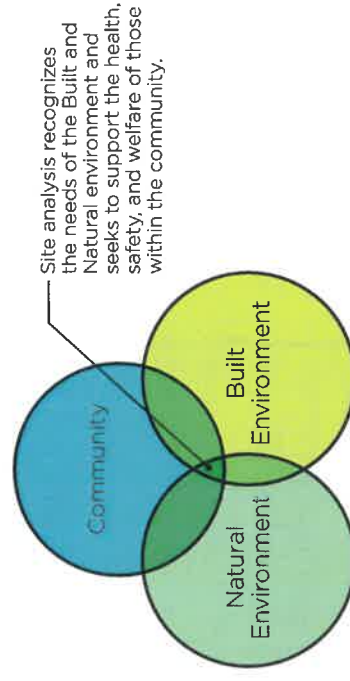 Site analysis recognizes
the needs of the Built and
Natural environment and
seeks to support the health,
safety, and welfare of those
within the community.
Community
Natural
Environment
Built
Environment